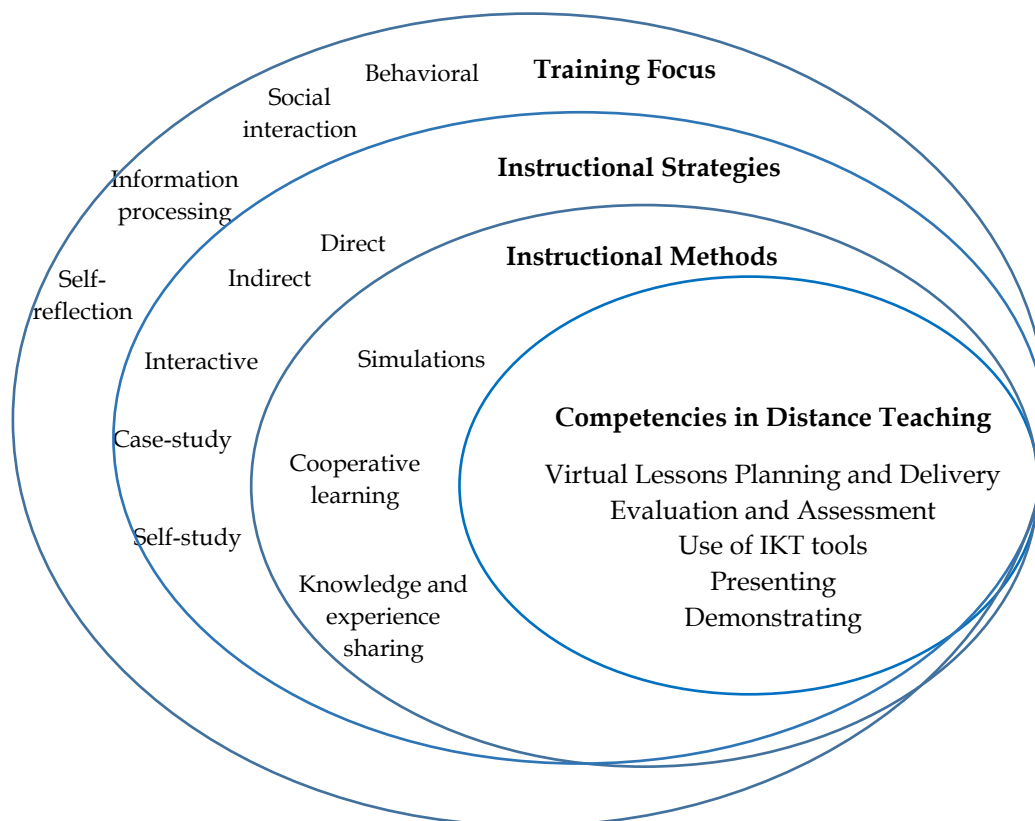 Training Focus
Behavioral
Social
interaction
Information
processing
Self-
reflection
Instructional Strategies
Direct
Indirect
Interactive
Case-study
Self-study
Instructional Methods
Simulations
Cooperative
learning
Knowledge and
experience
sharing
Competencies in Distance Teaching
Virtual Lessons Planning and Delivery
Evaluation and Assessment
Use of IKT tools
Presenting
Demonstrating